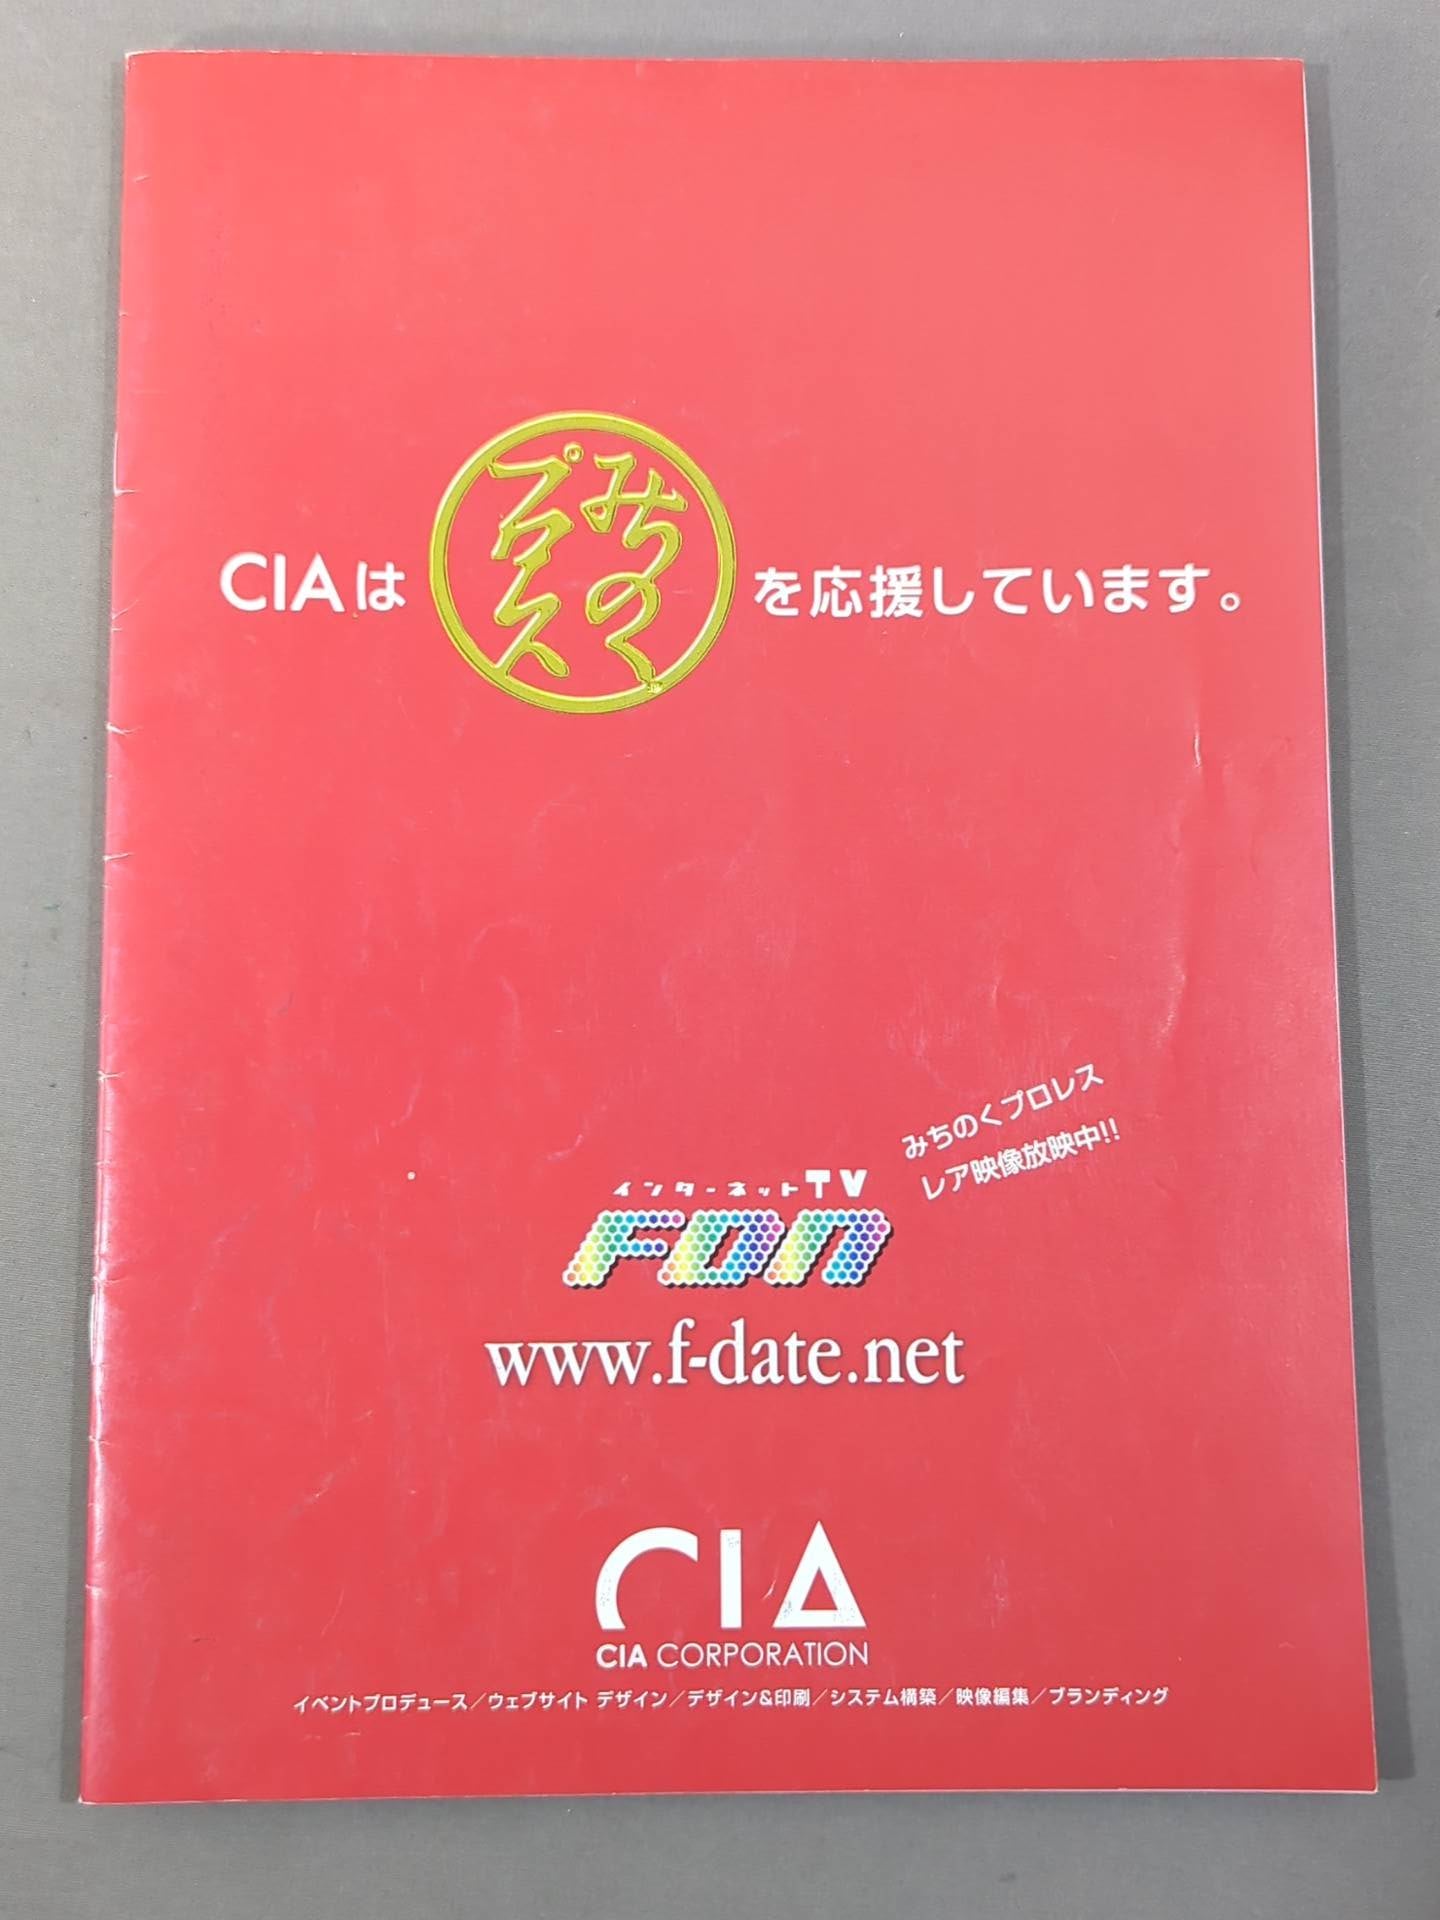 CIAは
みちのく
プロレス
を応援しています。
みちのくプロレス
レア映像放映中!!
インターネットTV
FDN
www.f-date.net
CIA
CIA CORPORATION
イベントプロデュース／ウェブサイト デザイン／デザイン&印刷／システム構築／映像編集／ブランディング